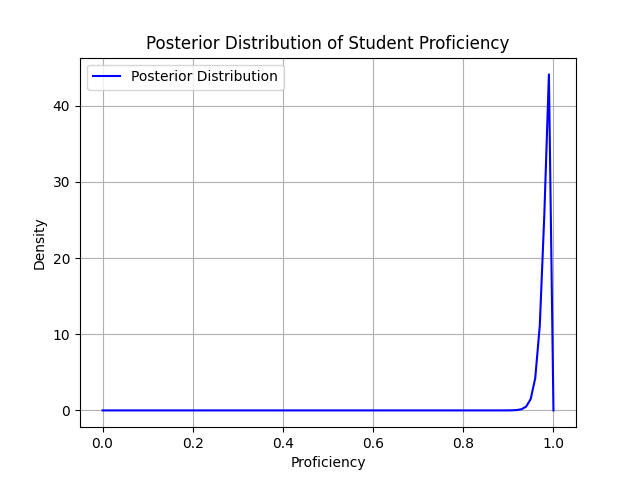 Posterior Distribution of Student Proficiency
Posterior Distribution
40
30
20
10
0
Density
0.0 0.2 0.4 0.6 0.8 1.0
Proficiency